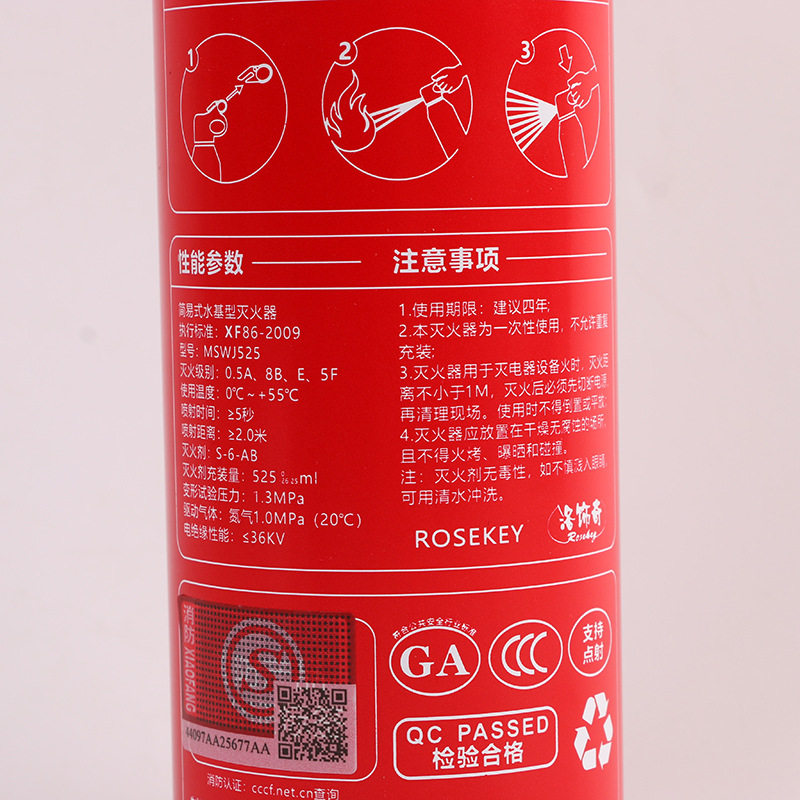 1
2
3
性能参数
简易式水基型灭火器
执行标准：XF86-2009
型号：MSWJ525
灭火级别：0.5A、8B、E、5F
使用温度：0℃~+55℃
喷射时间：≥5秒
喷射距离：≥2.0米
灭火剂：S-6-AB
灭火剂充装量：525 ml
变形试验压力：1.3MPa
驱动气体：氮气1.0MPa（20℃）
电绝缘性能：≤36KV
注意事项
1.使用期限：建议四年;
2.本灭火器为一次性使用，不允许重复
充装;
3.灭火器用于灭电器设备火时，灭火距
离不小于1M，灭火后必须先切断电源，
再清理现场。使用时不得倒置或平放;
4.灭火器应放置在干燥无腐蚀的场所，
且不得火烤、曝晒和碰撞。
注：灭火剂无毒性，如不慎溅入眼睛，
可用清水冲洗。
ROSEKEY
洛饰奇
Rosekey
消防 XIAOFANG
S
44097AA25677AA
消防认证：cccf.net.cn查询
符合公共安全行业标准
GA
CCC
支持
点射
QC PASSED
检验合格